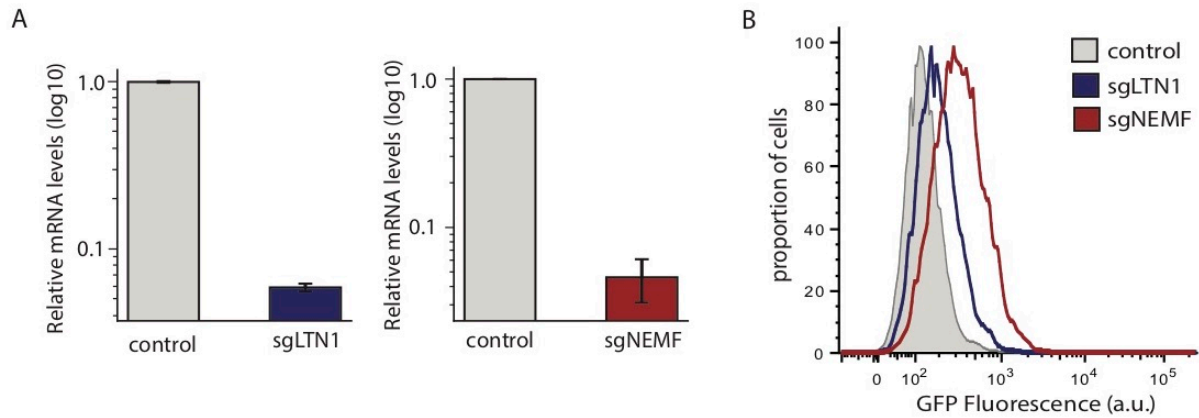 A
Relative mRNA levels (log10)
1.0
0.1
control
sgLTN1
Relative mRNA levels (log10)
1.0
0.1
control
sgNEMF
B
proportion of cells
100
80
60
40
20
0
0
10²
10³
10⁴
10⁵
GFP Fluorescence (a.u.)
control
sgLTN1
sgNEMF